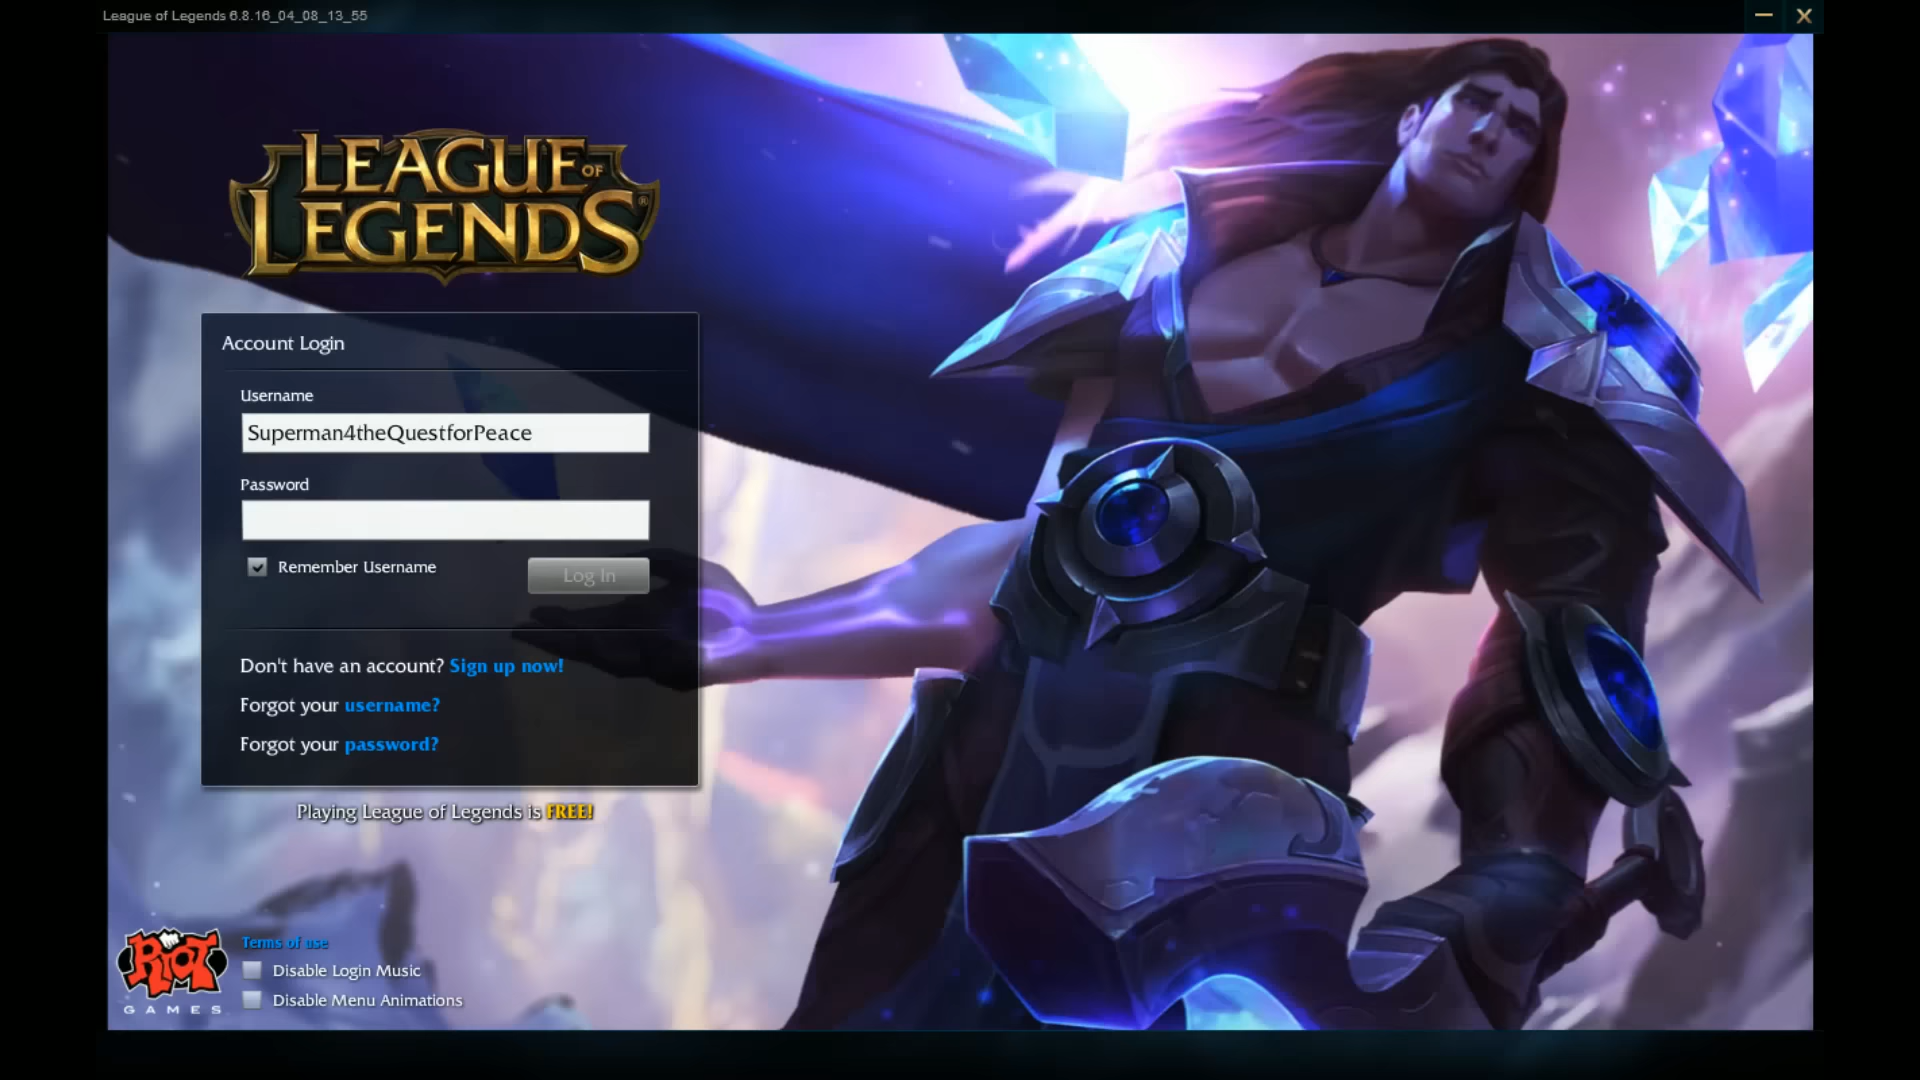 League of Legends 6.8.16_04_08_13_55
LEAGUE OF
LEGENDS®
Account Login
Username
Superman4theQuestforPeace
Password
Remember Username
Log In
Don't have an account? Sign up now!
Forgot your username?
Forgot your password?
Playing League of Legends is FREE!
RIOT
GAMES
Terms of use
Disable Login Music
Disable Menu Animations